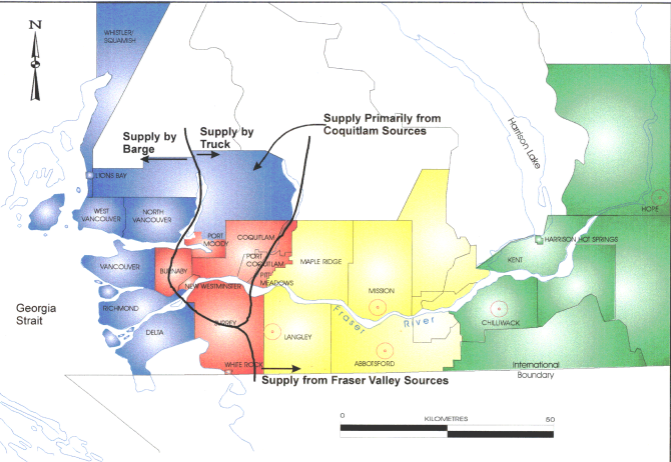 N
WHISTLER/
SQUAMISH
Supply by
Barge
Supply by
Truck
Supply Primarily from
Coquitlam Sources
Harrison Lake
LIONS BAY
WEST
VANCOUVER
NORTH
VANCOUVER
HOPE
PORT
MOODY
COQUITLAM
HARRISON HOT SPRINGS
VANCOUVER
BURNABY
PORT
COQUITLAM
MAPLE RIDGE
KENT
PITT
MEADOWS
NEW WESTMINSTER
MISSION
Georgia
Strait
RICHMOND
SURREY
Fraser River
CHILLIWACK
DELTA
LANGLEY
WHITE ROCK
ABBOTSFORD
International
Boundary
Supply from Fraser Valley Sources
0
KILOMETRES
50